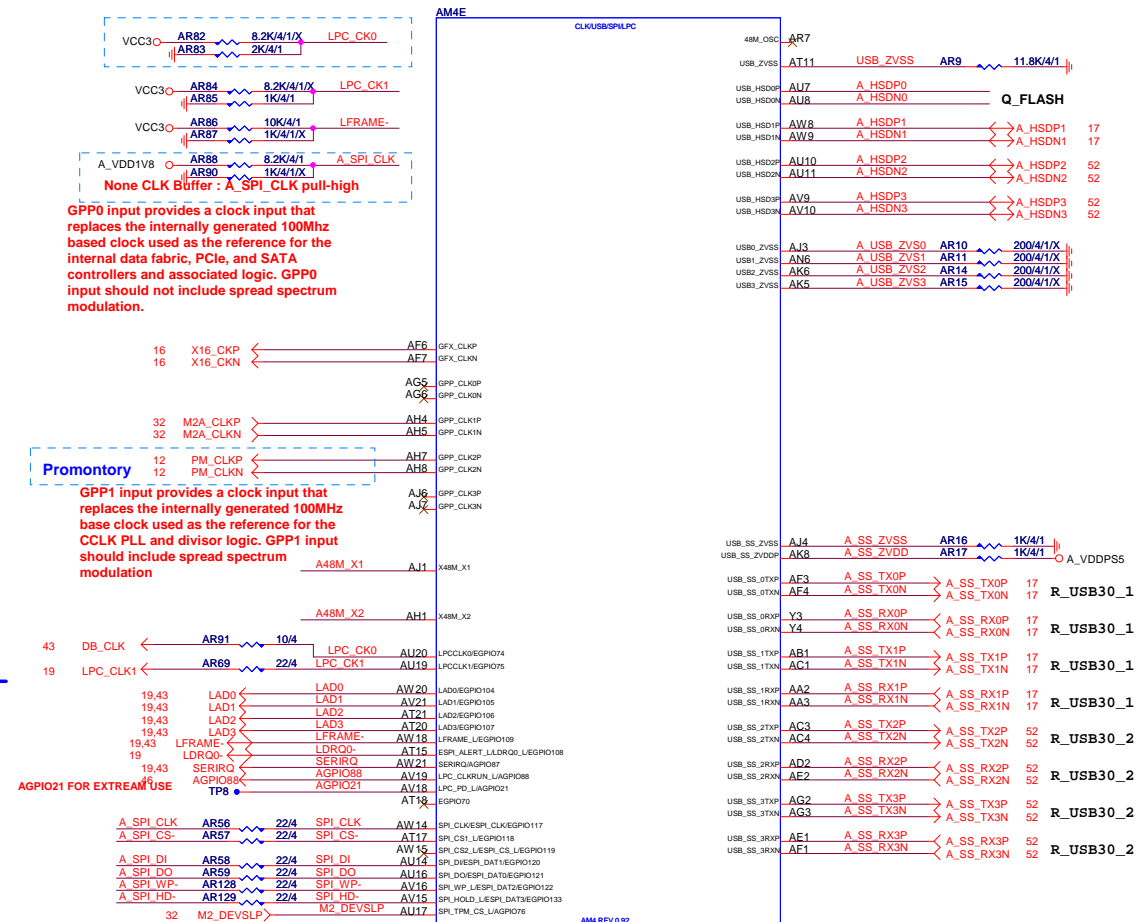 AM4E
CLK/USB/SPI/LPC
VCC3 AR82 8.2K/4/1/X LPC_CK0
AR83 2K/4/1
VCC3 AR84 8.2K/4/1/X LPC_CK1
AR85 1K/4/1
VCC3 AR86 10K/4/1 LFRAME-
AR87 1K/4/1/X
A_VDD1V8 AR88 8.2K/4/1 A_SPI_CLK
AR90 1K/4/1/X
None CLK Buffer : A_SPI_CLK pull-high
GPP0 input provides a clock input that
replaces the internally generated 100Mhz
based clock used as the reference for the
internal data fabric, PCIe, and SATA
controllers and associated logic. GPP0
input should not include spread spectrum
modulation.
16 X16_CKP AF6 GFX_CLKP
16 X16_CKN AF7 GFX_CLKN
AG5 GPP_CLK0P
AG6 GPP_CLK0N
32 M2A_CLKP AH4 GPP_CLK1P
32 M2A_CLKN AH5 GPP_CLK1N
Promontory
12 PM_CLKP AH7 GPP_CLK2P
12 PM_CLKN AH8 GPP_CLK2N
AJ6 GPP_CLK3P
AJ7 GPP_CLK3N
GPP1 input provides a clock input that
replaces the internally generated 100MHz
base clock used as the reference for the
CCLK PLL and divisor logic. GPP1 input
should include spread spectrum
modulation
A48M_X1 AJ1 X48M_X1
A48M_X2 AH1 X48M_X2
43 DB_CLK AR91 10/4 LPC_CK0 AU20 LPCCLK0/EGPIO74
19 LPC_CLK1 AR69 22/4 LPC_CK1 AU19 LPCCLK1/EGPIO75
19,43 LAD0 LAD0 AW20 LAD0/EGPIO104
19,43 LAD1 LAD1 AV21 LAD1/EGPIO105
19,43 LAD2 LAD2 AT21 LAD2/EGPIO106
19,43 LAD3 LAD3 AT20 LAD3/EGPIO107
19,43 LFRAME- LFRAME- AW18 LFRAME_L/EGPIO109
19 LDRQ0- LDRQ0- AT15 ESPI_ALERT_L/LDRQ0_L/EGPIO108
19,43 SERIRQ SERIRQ AW21 SERIRQ/AGPIO87
46 AGPIO88 AGPIO88 AV19 LPC_CLKRUN_L/AGPIO88
AGPIO21 FOR EXTREAM USE
TP8 AGPIO21 AV18 LPC_PD_L/AGPIO21
AT18 EGPIO70
A_SPI_CLK AR56 22/4 SPI_CLK AW14 SPI_CLK/ESPI_CLK/EGPIO117
A_SPI_CS- AR57 22/4 SPI_CS- AT17 SPI_CS1_L/EGPIO118
AW15 SPI_CS2_L/ESPI_CS_L/EGPIO119
A_SPI_DI AR58 22/4 SPI_DI AU14 SPI_DI/ESPI_DAT1/EGPIO120
A_SPI_DO AR59 22/4 SPI_DO AU16 SPI_DO/ESPI_DAT0/EGPIO121
A_SPI_WP- AR128 22/4 SPI_WP- AV16 SPI_WP_L/ESPI_DAT2/EGPIO122
A_SPI_HD- AR129 22/4 SPI_HD- AV15 SPI_HOLD_L/ESPI_DAT3/EGPIO133
32 M2_DEVSLP M2_DEVSLP AU17 SPI_TPM_CS_L/AGPIO76
48M_OSC AR7
USB_ZVSS AT11 USB_ZVSS AR9 11.8K/4/1
USB_HSD0P AU7 A_HSDP0
USB_HSD0N AU8 A_HSDN0
Q_FLASH
USB_HSD1P AW8 A_HSDP1 A_HSDP1 17
USB_HSD1N AW9 A_HSDN1 A_HSDN1 17
USB_HSD2P AU10 A_HSDP2 A_HSDP2 52
USB_HSD2N AU11 A_HSDN2 A_HSDN2 52
USB_HSD3P AV9 A_HSDP3 A_HSDP3 52
USB_HSD3N AV10 A_HSDN3 A_HSDN3 52
USB0_ZVSS AJ3 A_USB_ZVS0 AR10 200/4/1/X
USB1_ZVSS AN6 A_USB_ZVS1 AR11 200/4/1/X
USB2_ZVSS AK6 A_USB_ZVS2 AR14 200/4/1/X
USB3_ZVSS AK5 A_USB_ZVS3 AR15 200/4/1/X
USB_SS_ZVSS AJ4 A_SS_ZVSS AR16 1K/4/1
USB_SS_ZVDDP AK8 A_SS_ZVDD AR17 1K/4/1 A_VDDPS5
USB_SS_0TXP AF3 A_SS_TX0P A_SS_TX0P 17
USB_SS_0TXN AF4 A_SS_TX0N A_SS_TX0N 17
R_USB30_1
USB_SS_0RXP Y3 A_SS_RX0P A_SS_RX0P 17
USB_SS_0RXN Y4 A_SS_RX0N A_SS_RX0N 17
R_USB30_1
USB_SS_1TXP AB1 A_SS_TX1P A_SS_TX1P 17
USB_SS_1TXN AC1 A_SS_TX1N A_SS_TX1N 17
R_USB30_1
USB_SS_1RXP AA2 A_SS_RX1P A_SS_RX1P 17
USB_SS_1RXN AA3 A_SS_RX1N A_SS_RX1N 17
R_USB30_1
USB_SS_2TXP AC3 A_SS_TX2P A_SS_TX2P 52
USB_SS_2TXN AC4 A_SS_TX2N A_SS_TX2N 52
R_USB30_2
USB_SS_2RXP AD2 A_SS_RX2P A_SS_RX2P 52
USB_SS_2RXN AE2 A_SS_RX2N A_SS_RX2N 52
R_USB30_2
USB_SS_3TXP AG2 A_SS_TX3P A_SS_TX3P 52
USB_SS_3TXN AG3 A_SS_TX3N A_SS_TX3N 52
R_USB30_2
USB_SS_3RXP AE1 A_SS_RX3P A_SS_RX3P 52
USB_SS_3RXN AF1 A_SS_RX3N A_SS_RX3N 52
R_USB30_2
AM4 REV 0.92